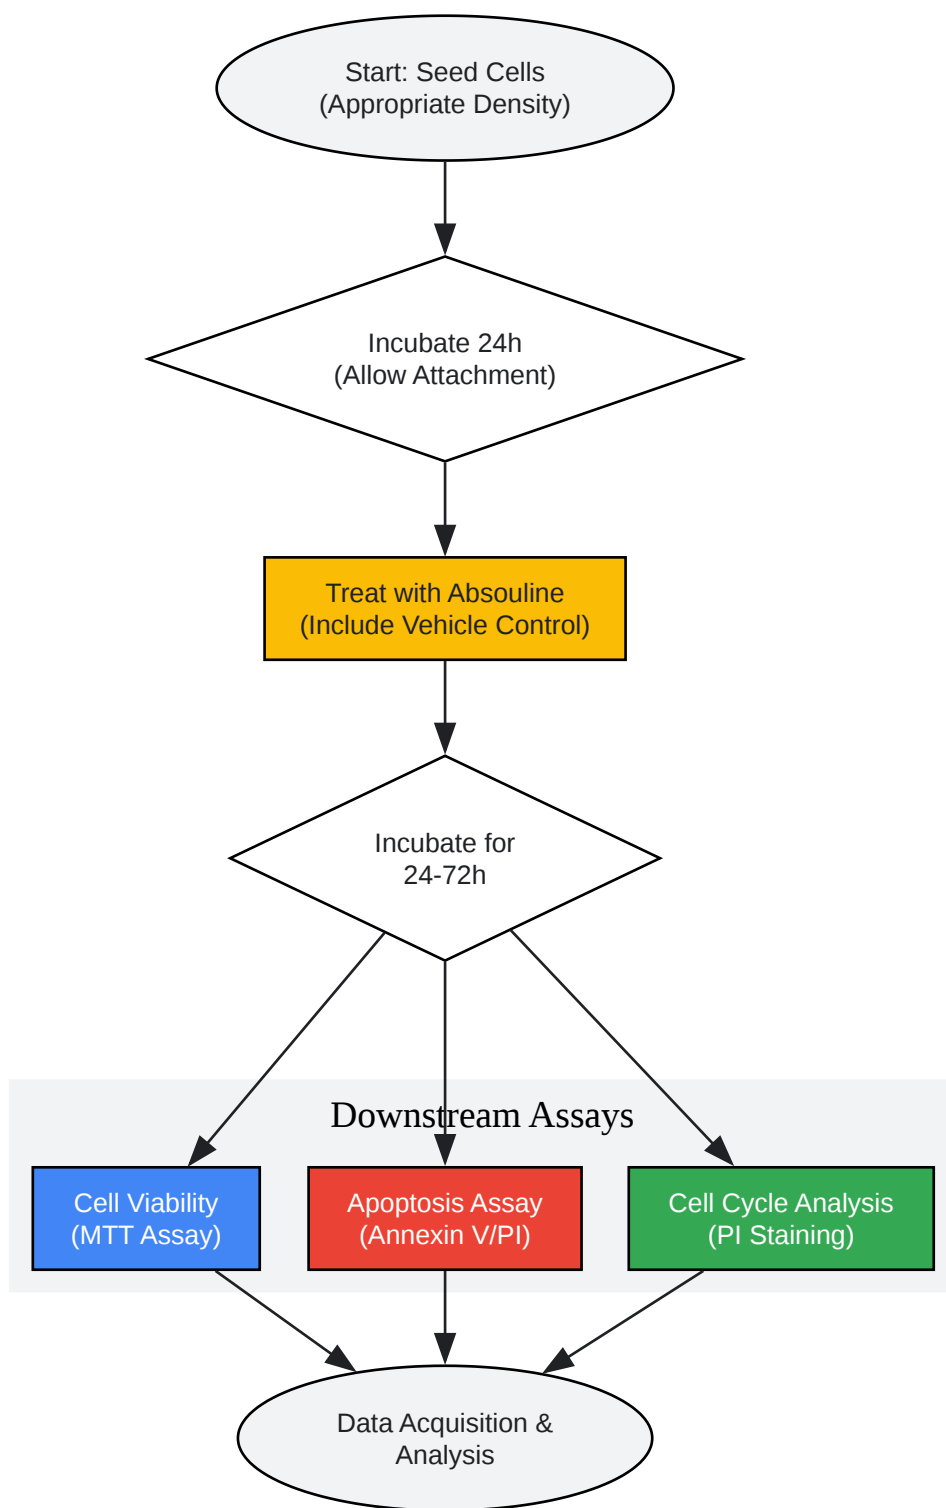 Start: Seed Cells
(Appropriate Density)
Incubate 24h
(Allow Attachment)
Treat with Absouline
(Include Vehicle Control)
Incubate for
24-72h
Downstream Assays
Cell Viability
(MTT Assay)
Apoptosis Assay
(Annexin V/PI)
Cell Cycle Analysis
(PI Staining)
Data Acquisition &
Analysis